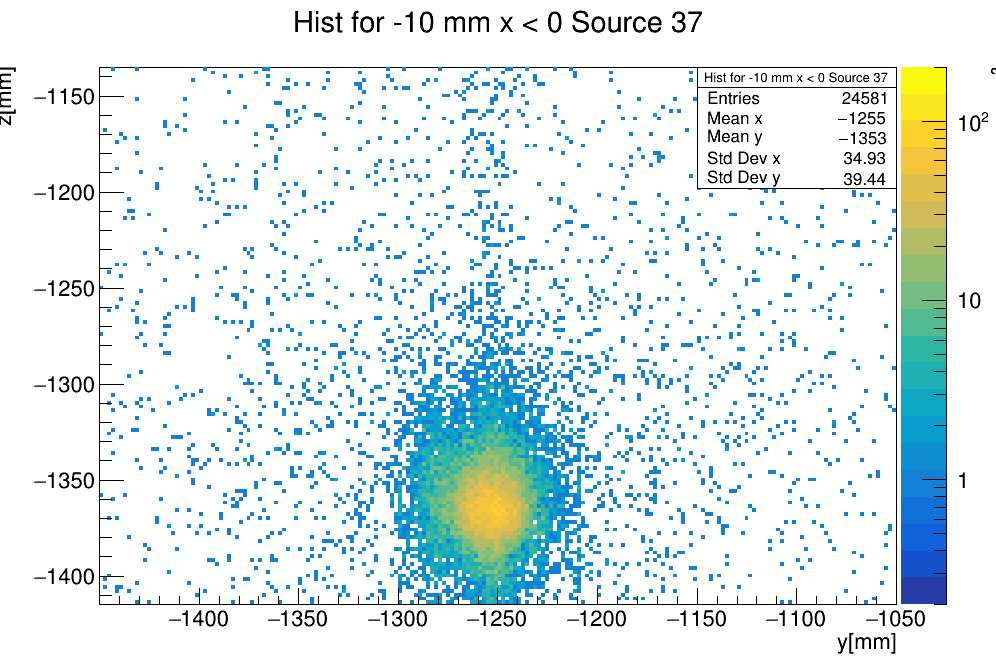 Hist for -10 mm x < 0 Source 37
z[mm]
−1150
−1200
−1250
−1300
−1350
−1400
Hist for -10 mm x < 0 Source 37
Entries 24581
Mean x −1255
Mean y −1353
Std Dev x 34.93
Std Dev y 39.44
10²
10
1
−1400 −1350 −1300 −1250 −1200 −1150 −1100 −1050
y[mm]